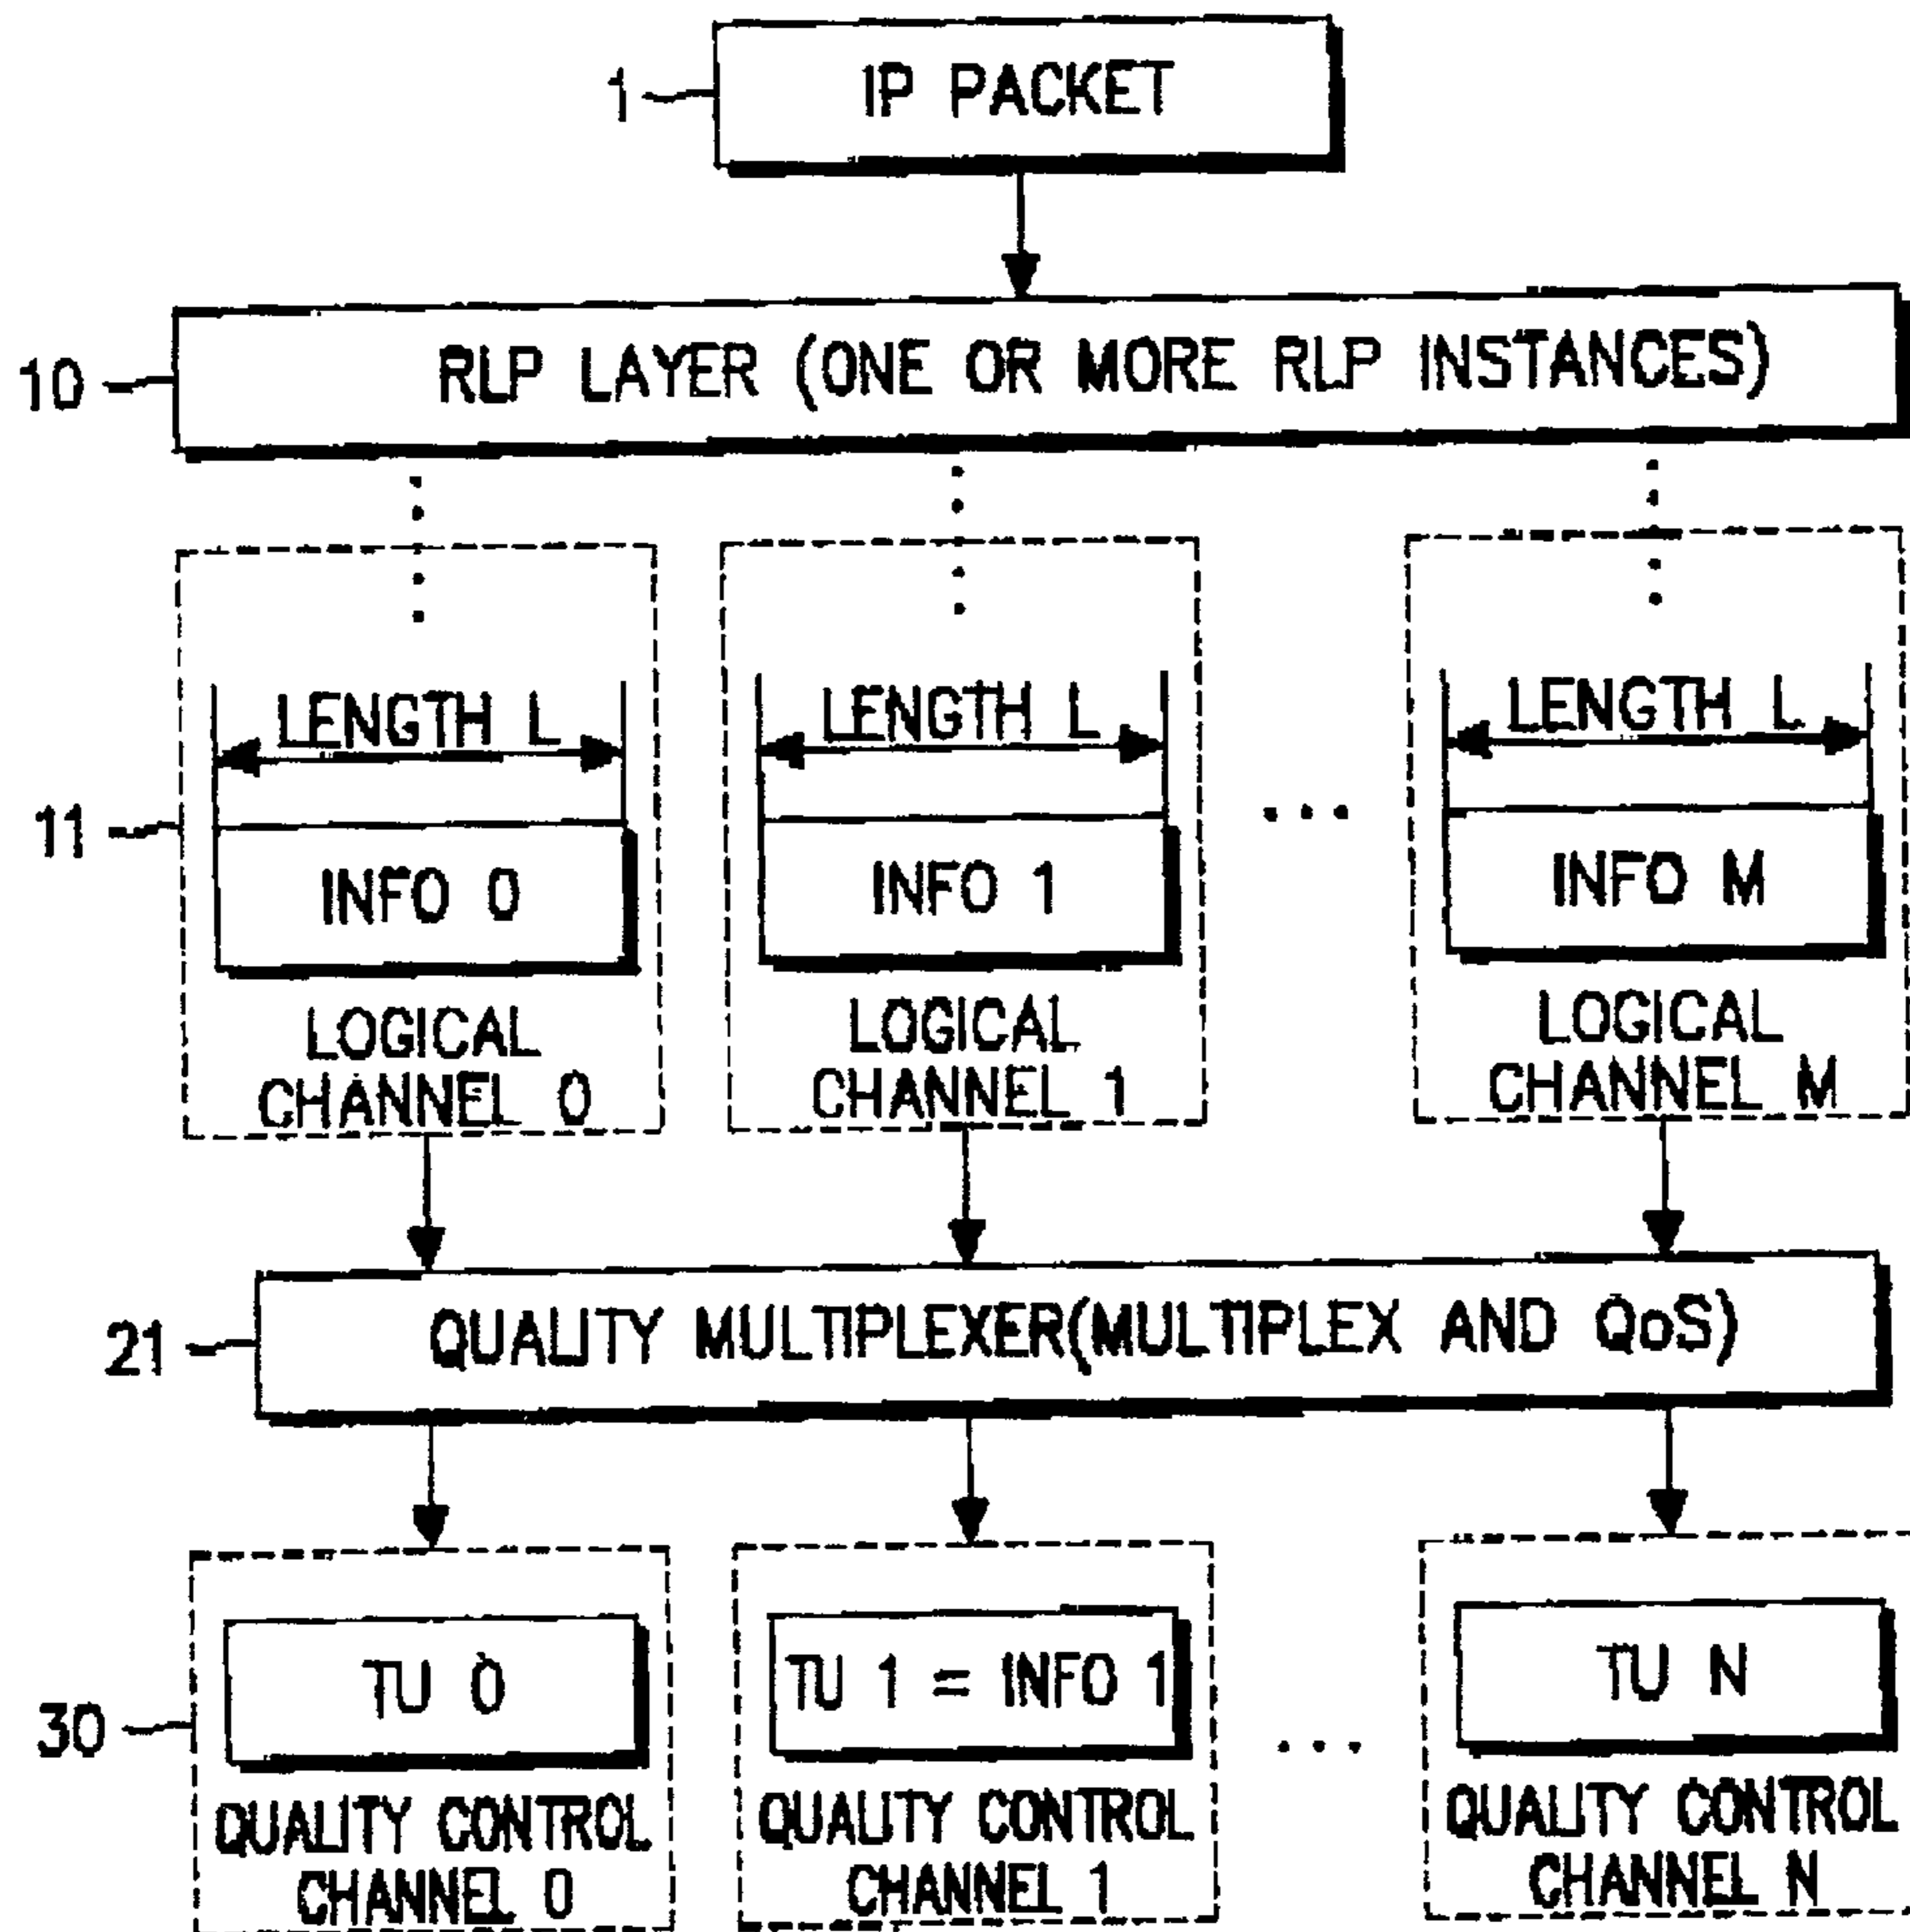 1
IP PACKET
10
RLP LAYER (ONE OR MORE RLP INSTANCES)
LENGTH L
LENGTH L
LENGTH L
11
INFO 0
INFO 1
...
INFO M
LOGICAL
CHANNEL 0
LOGICAL
CHANNEL 1
LOGICAL
CHANNEL M
21
QUALITY MULTIPLEXER(MULTIPLEX AND QoS)
30
TU 0
TU 1 = INFO 1
...
TU N
QUALITY CONTROL
CHANNEL 0
QUALITY CONTROL
CHANNEL 1
QUALITY CONTROL
CHANNEL N